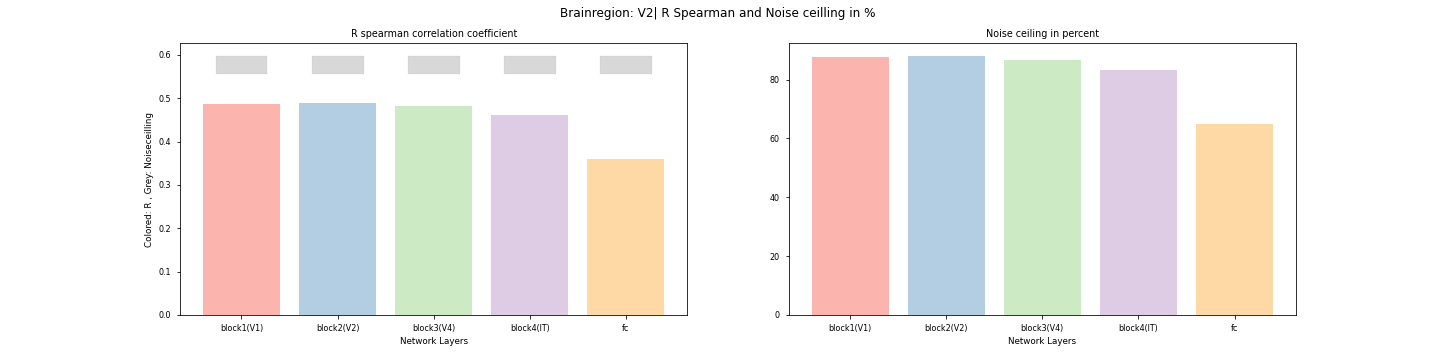 Brainregion: V2| R Spearman and Noise ceilling in %
R spearman correlation coefficient
Colored: R , Grey: Noiseceilling
0.6
0.5
0.4
0.3
0.2
0.1
0.0
block1(V1)
block2(V2)
block3(V4)
block4(IT)
fc
Network Layers
Noise ceiling in percent
80
60
40
20
0
block1(V1)
block2(V2)
block3(V4)
block4(IT)
fc
Network Layers